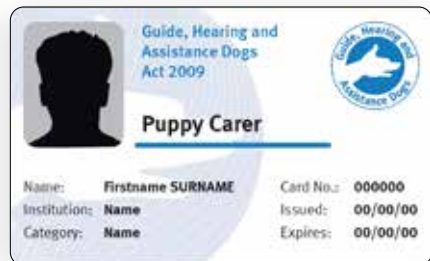 Guide, Hearing and
Assistance Dogs
Act 2009
Guide, Hearing and
Assistance Dogs
Puppy Carer
Name: Firstname SURNAME Card No.: 000000
Institution: Name Issued: 00/00/00
Category: Name Expires: 00/00/00